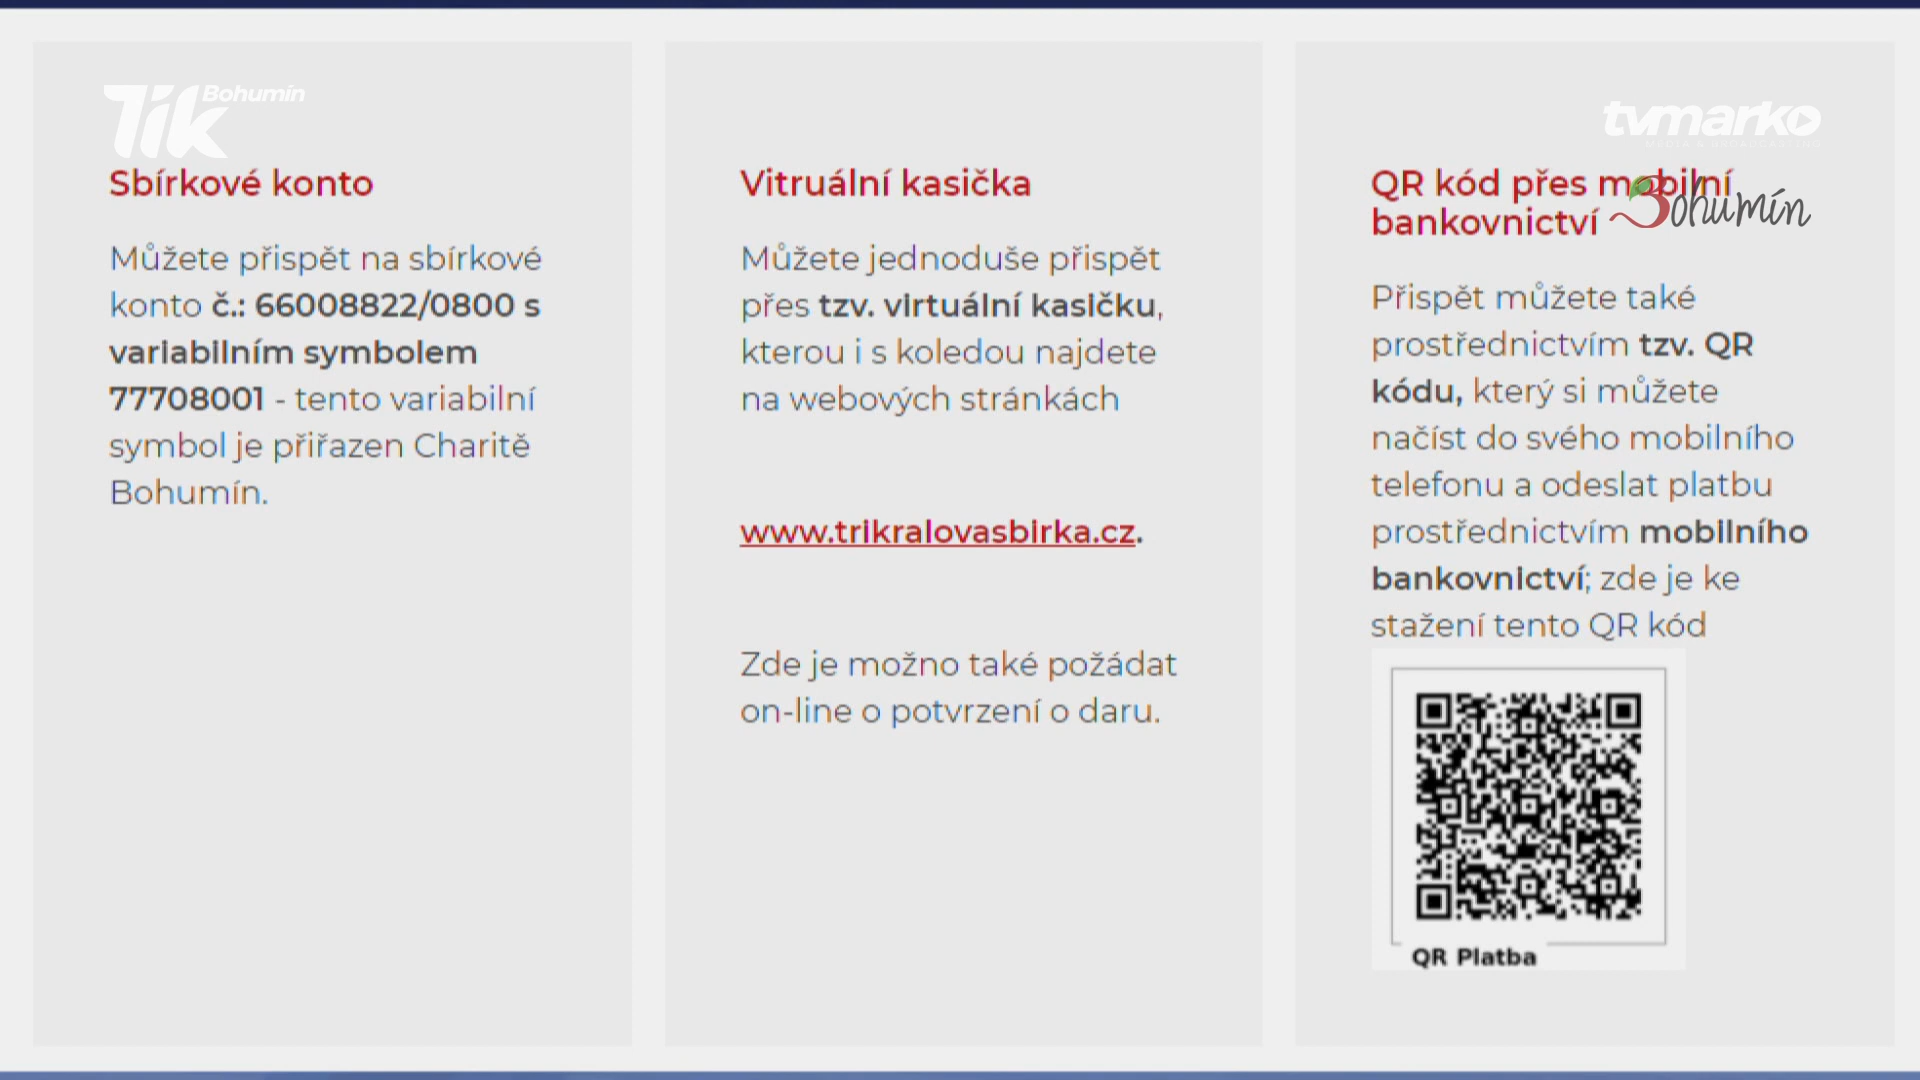 Tik Bohumín
Sbírkové konto
Můžete přispět na sbírkové
konto č.: 66008822/0800 s
variabilním symbolem
77708001 - tento variabilní
symbol je přiřazen Charitě
Bohumín.
Vitruální kasička
Můžete jednoduše přispět
přes tzv. virtuální kasičku,
kterou i s koledou najdete
na webových stránkách
www.trikralovasbirka.cz.
Zde je možno také požádat
on-line o potvrzení o daru.
tvmarko
QR kód přes mobilní
bankovnictví
Bohumín
Přispět můžete také
prostřednictvím tzv. QR
kódu, který si můžete
načíst do svého mobilního
telefonu a odeslat platbu
prostřednictvím mobilního
bankovnictví; zde je ke
stažení tento QR kód
QR Platba